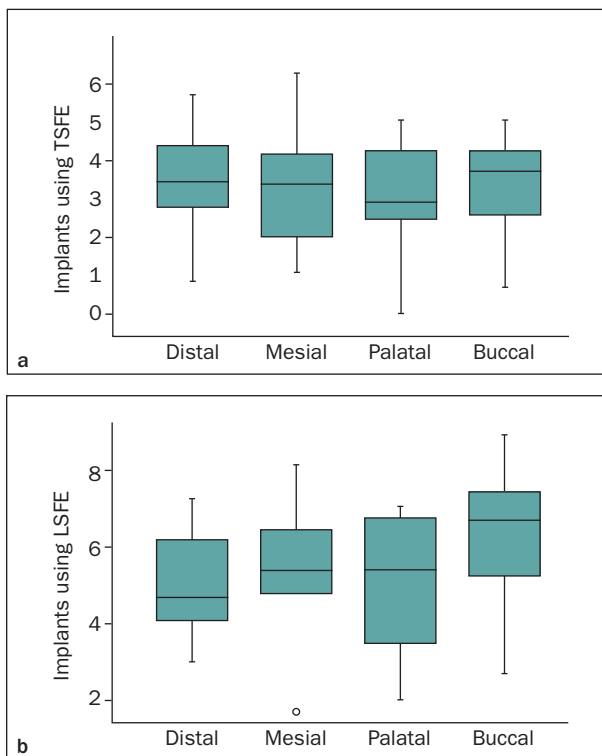 Implants using TSFE
6
5
4
3
2
1
0
Distal Mesial Palatal Buccal
a
Implants using LSFE
8
6
4
2
Distal Mesial Palatal Buccal
b